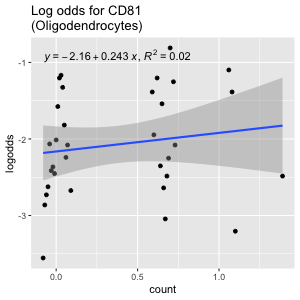 Log odds for CD81
(Oligodendrocytes)
y = −2.16 + 0.243 x, R² = 0.02
-1
-2
-3
logodds
0.0 0.5 1.0
count